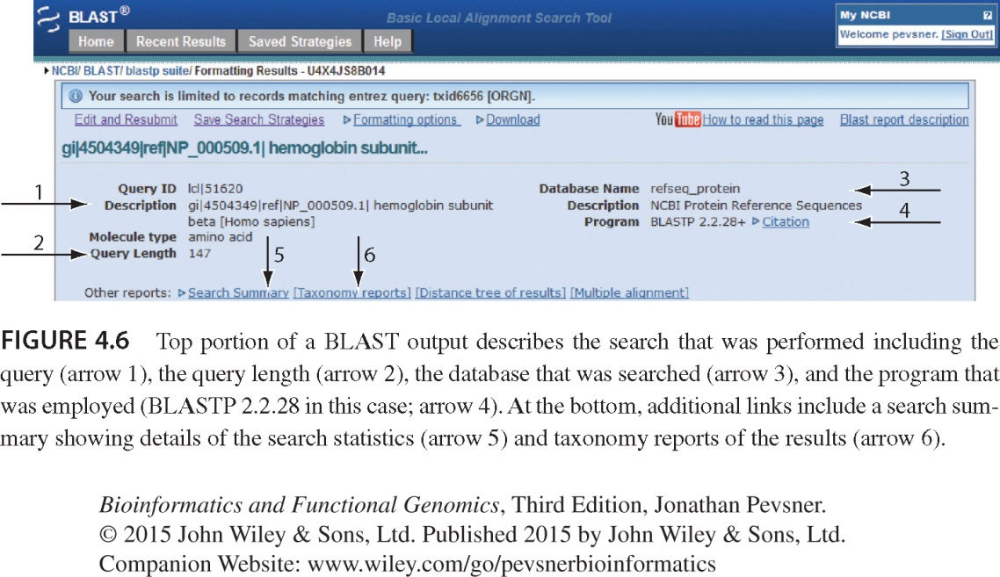 BLAST®
Basic Local Alignment Search Tool
My NCBI ?
Welcome pevsner. [Sign Out]
Home Recent Results Saved Strategies Help
NCBI/ BLAST/ blastp suite/ Formatting Results - U4X4JS8B014
i Your search is limited to records matching entrez query: txid6656 [ORGN].
Edit and Resubmit Save Search Strategies Formatting options Download YouTube How to read this page Blast report description
gi|4504349|ref|NP_000509.1| hemoglobin subunit...
1
Query ID lcl|51620
Description gi|4504349|ref|NP_000509.1| hemoglobin subunit
beta [Homo sapiens]
Molecule type amino acid
2
Query Length 147
3
Database Name refseq_protein
Description NCBI Protein Reference Sequences
4
Program BLASTP 2.2.28+ Citation
5 6
Other reports: Search Summary [Taxonomy reports] [Distance tree of results] [Multiple alignment]
FIGURE 4.6 Top portion of a BLAST output describes the search that was performed including the
query (arrow 1), the query length (arrow 2), the database that was searched (arrow 3), and the program that
was employed (BLASTP 2.2.28 in this case; arrow 4). At the bottom, additional links include a search sum-
mary showing details of the search statistics (arrow 5) and taxonomy reports of the results (arrow 6).
Bioinformatics and Functional Genomics, Third Edition, Jonathan Pevsner.
© 2015 John Wiley & Sons, Ltd. Published 2015 by John Wiley & Sons, Ltd.
Companion Website: www.wiley.com/go/pevsnerbioinformatics